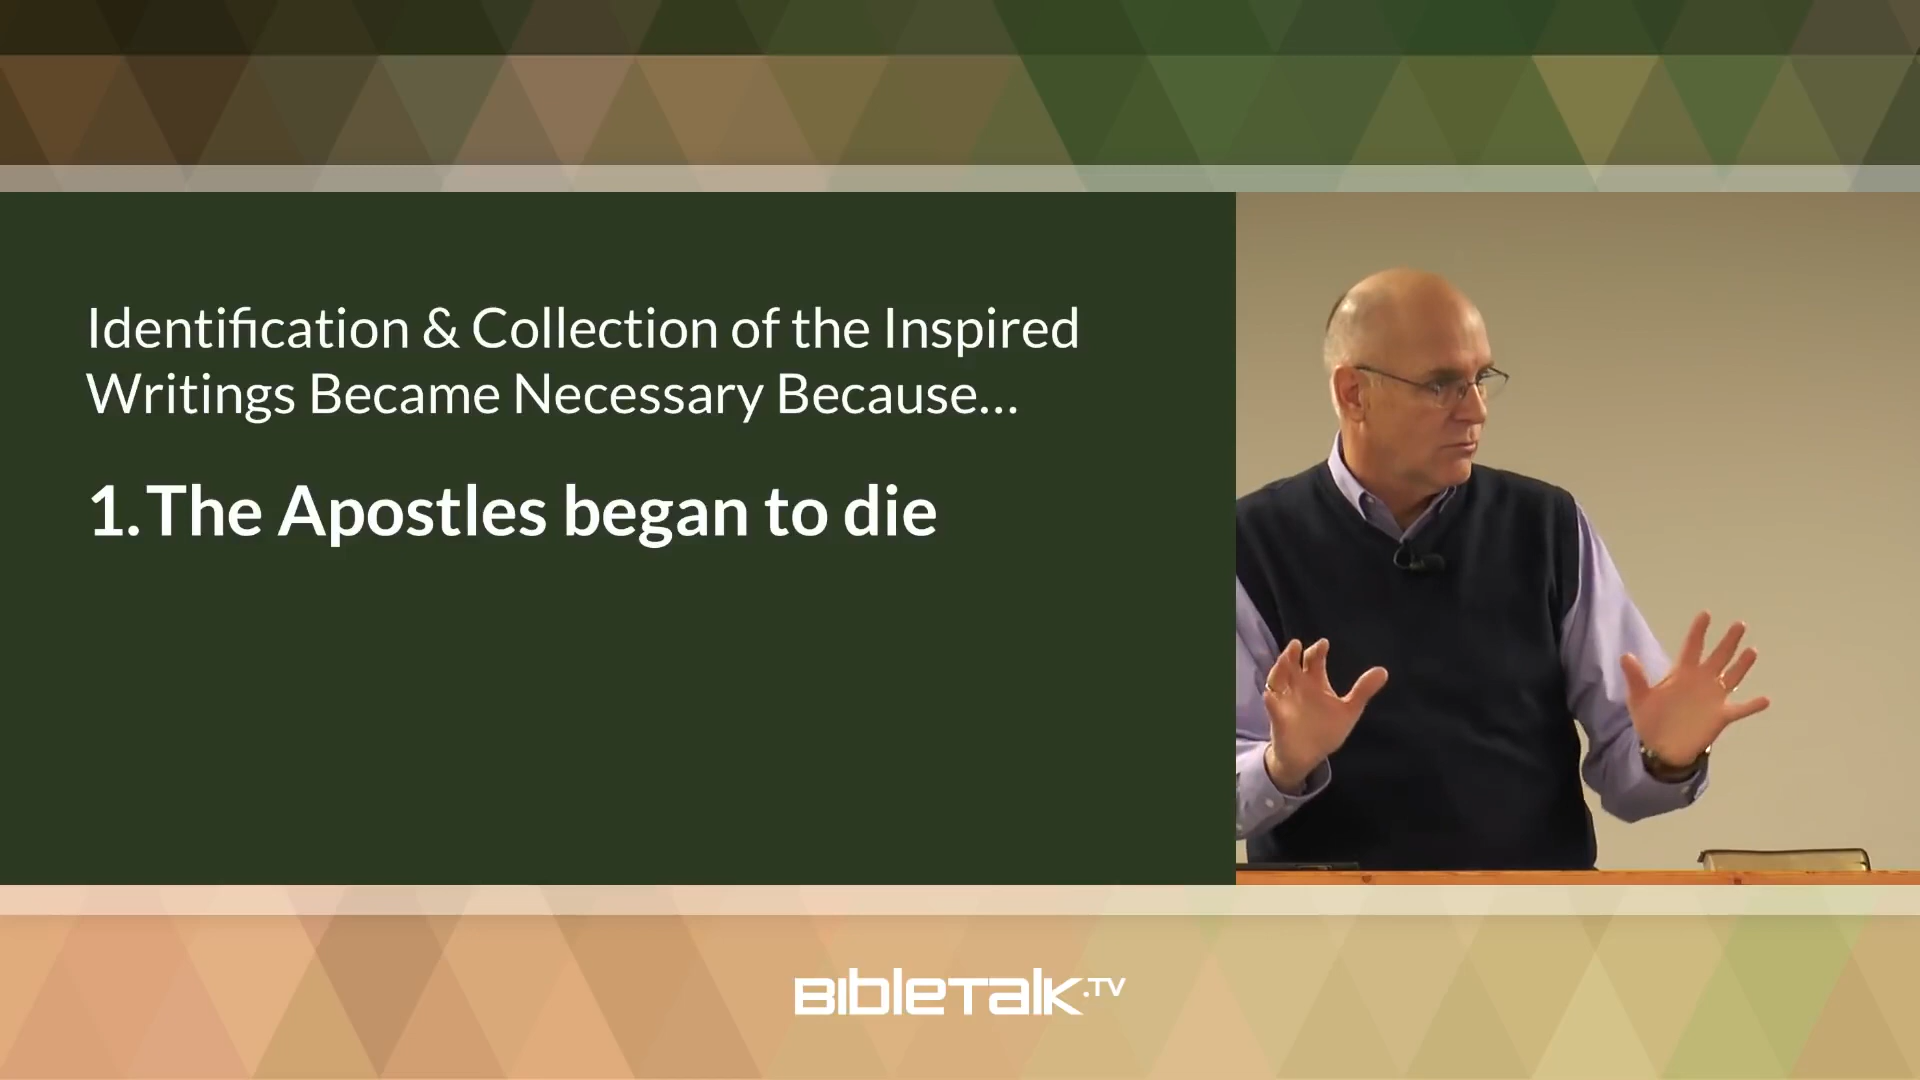 Identification & Collection of the Inspired
Writings Became Necessary Because...
1. The Apostles began to die
BIBLETALK.TV